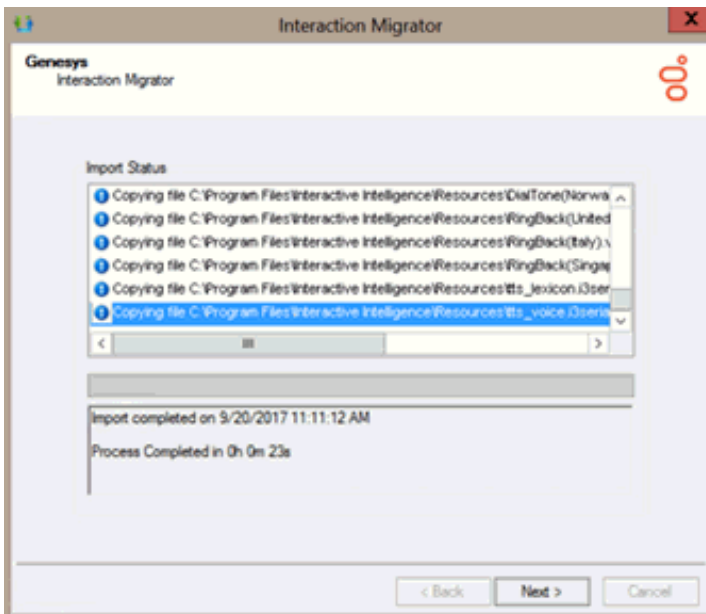 Interaction Migrator
Genesys
Interaction Migrator
Import Status
Copying file C:\Program Files\Interactive Intelligence\Resources\DialTone(Norwa
Copying file C:\Program Files\Interactive Intelligence\Resources\RingBack(United
Copying file C:\Program Files\Interactive Intelligence\Resources\RingBack(Italy).v
Copying file C:\Program Files\Interactive Intelligence\Resources\RingBack(Singap
Copying file C:\Program Files\Interactive Intelligence\Resources\tts_lexicon.i3ser
Copying file C:\Program Files\Interactive Intelligence\Resources\tts_voice.i3seria
Import completed on 9/20/2017 11:11:12 AM
Process Completed in 0h 0m 23s
< Back Next > Cancel